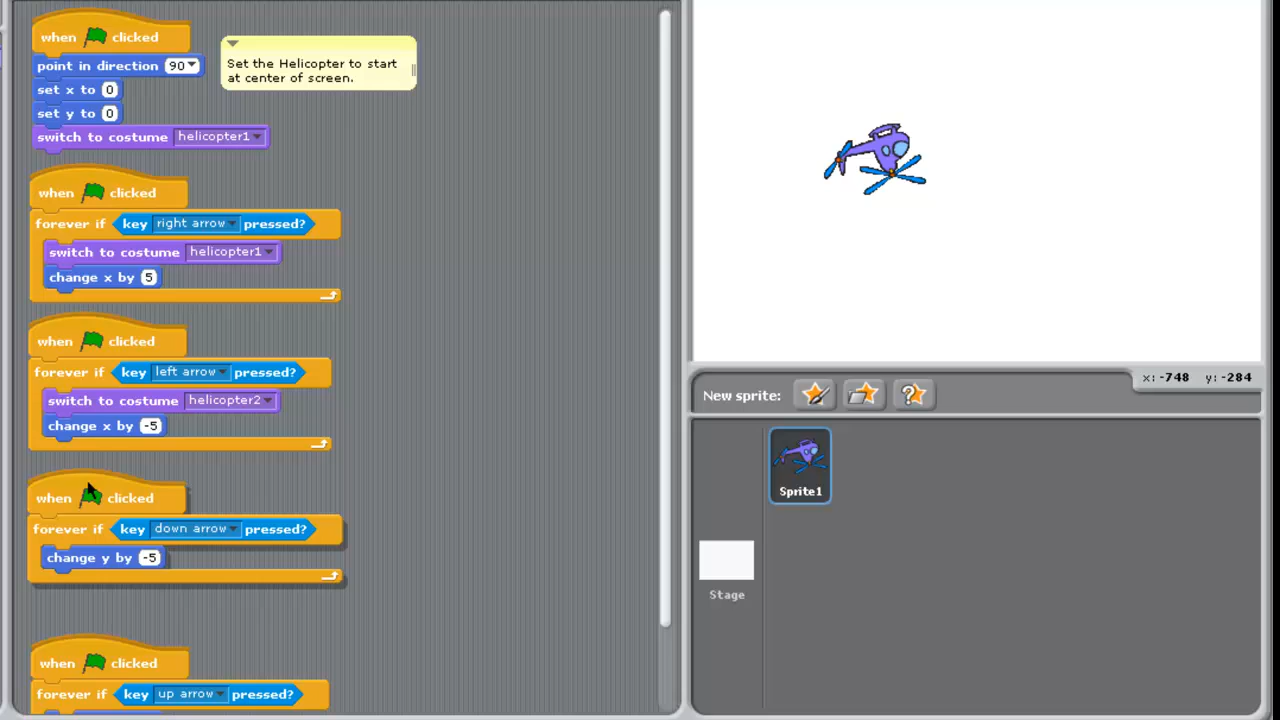 when clicked
point in direction 90
set x to 0
set y to 0
switch to costume helicopter1
Set the Helicopter to start
at center of screen.
when clicked
forever if key right arrow pressed?
switch to costume helicopter1
change x by 5
when clicked
forever if key left arrow pressed?
switch to costume helicopter2
change x by -5
when clicked
forever if key down arrow pressed?
change y by -5
when clicked
forever if key up arrow pressed?
x: -748 y: -284
New sprite:
Sprite1
Stage